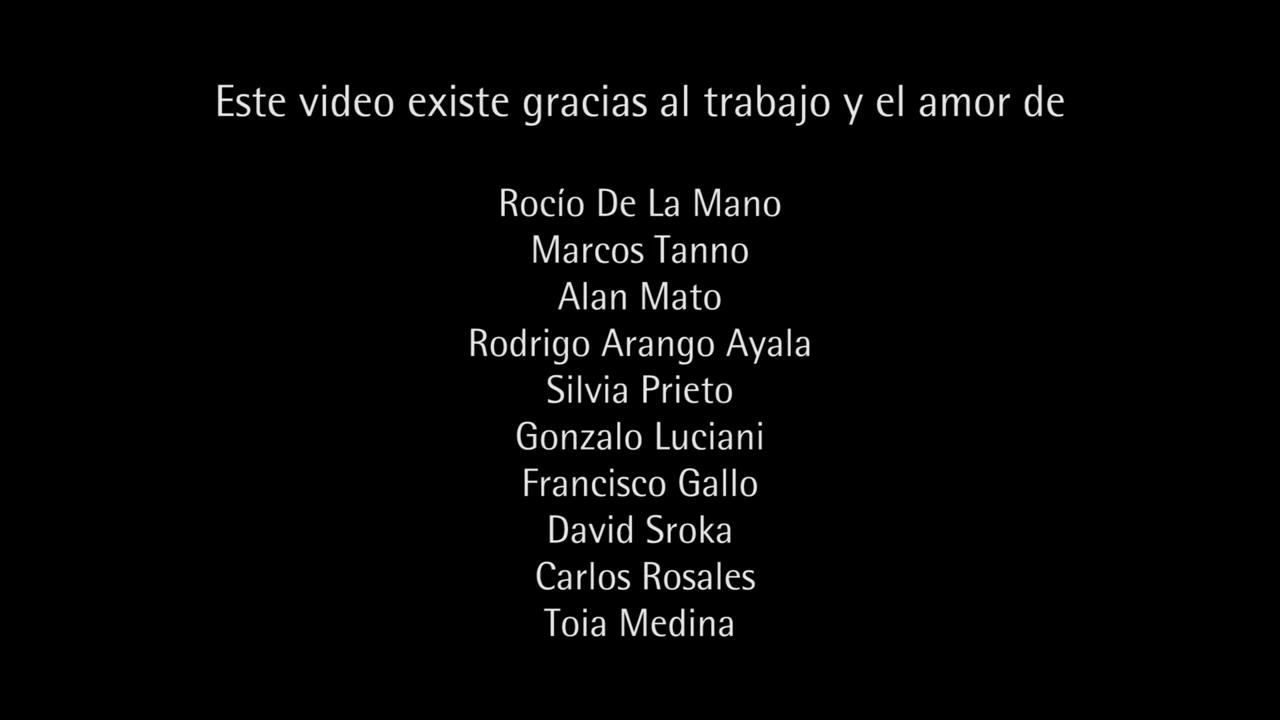 Este video existe gracias al trabajo y el amor de
Rocío De La Mano
Marcos Tanno
Alan Mato
Rodrigo Arango Ayala
Silvia Prieto
Gonzalo Luciani
Francisco Gallo
David Sroka
Carlos Rosales
Toia Medina